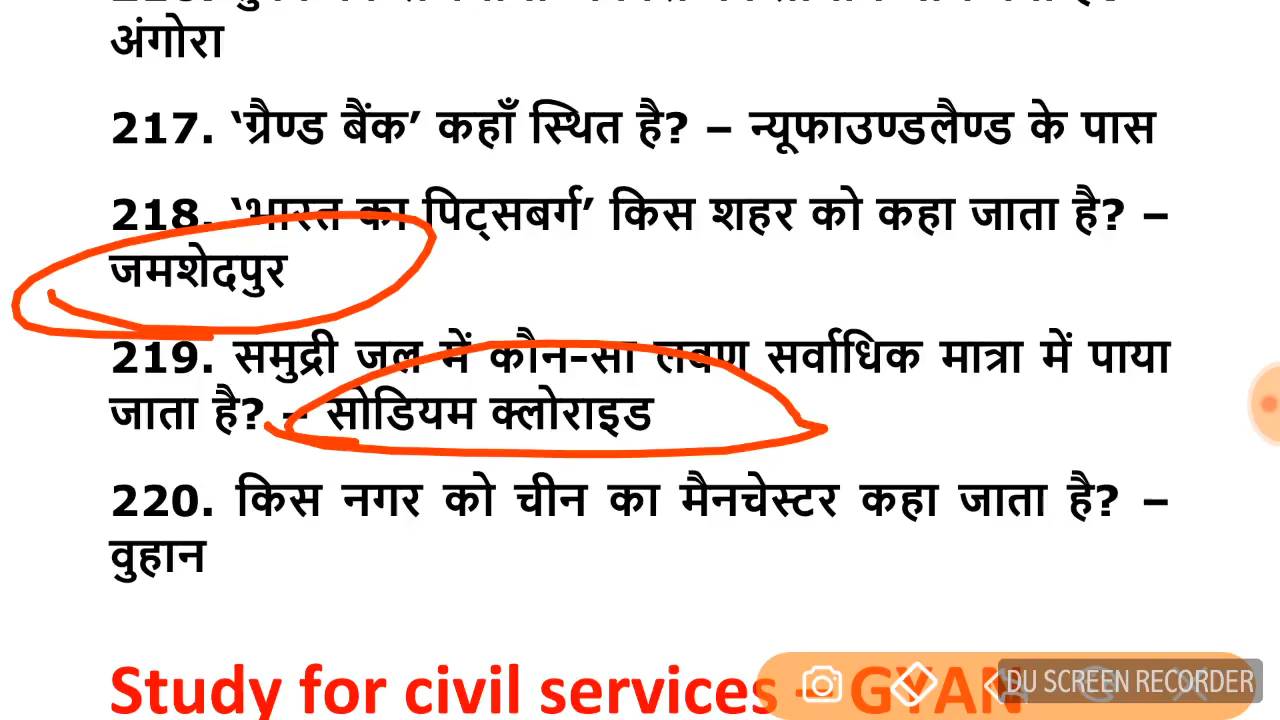 अंगोरा
217. ‘ग्रैण्ड बैंक’ कहाँ स्थित है? – न्यूफाउण्डलैण्ड के पास
218. ‘भारत का पिट्सबर्ग’ किस शहर को कहा जाता है? –
जमशेदपुर
219. समुद्री जल में कौन-सा लवण सर्वाधिक मात्रा में पाया
जाता है? – सोडियम क्लोराइड
220. किस नगर को चीन का मैनचेस्टर कहा जाता है? –
वुहान
Study for civil services – GYAN
DU SCREEN RECORDER